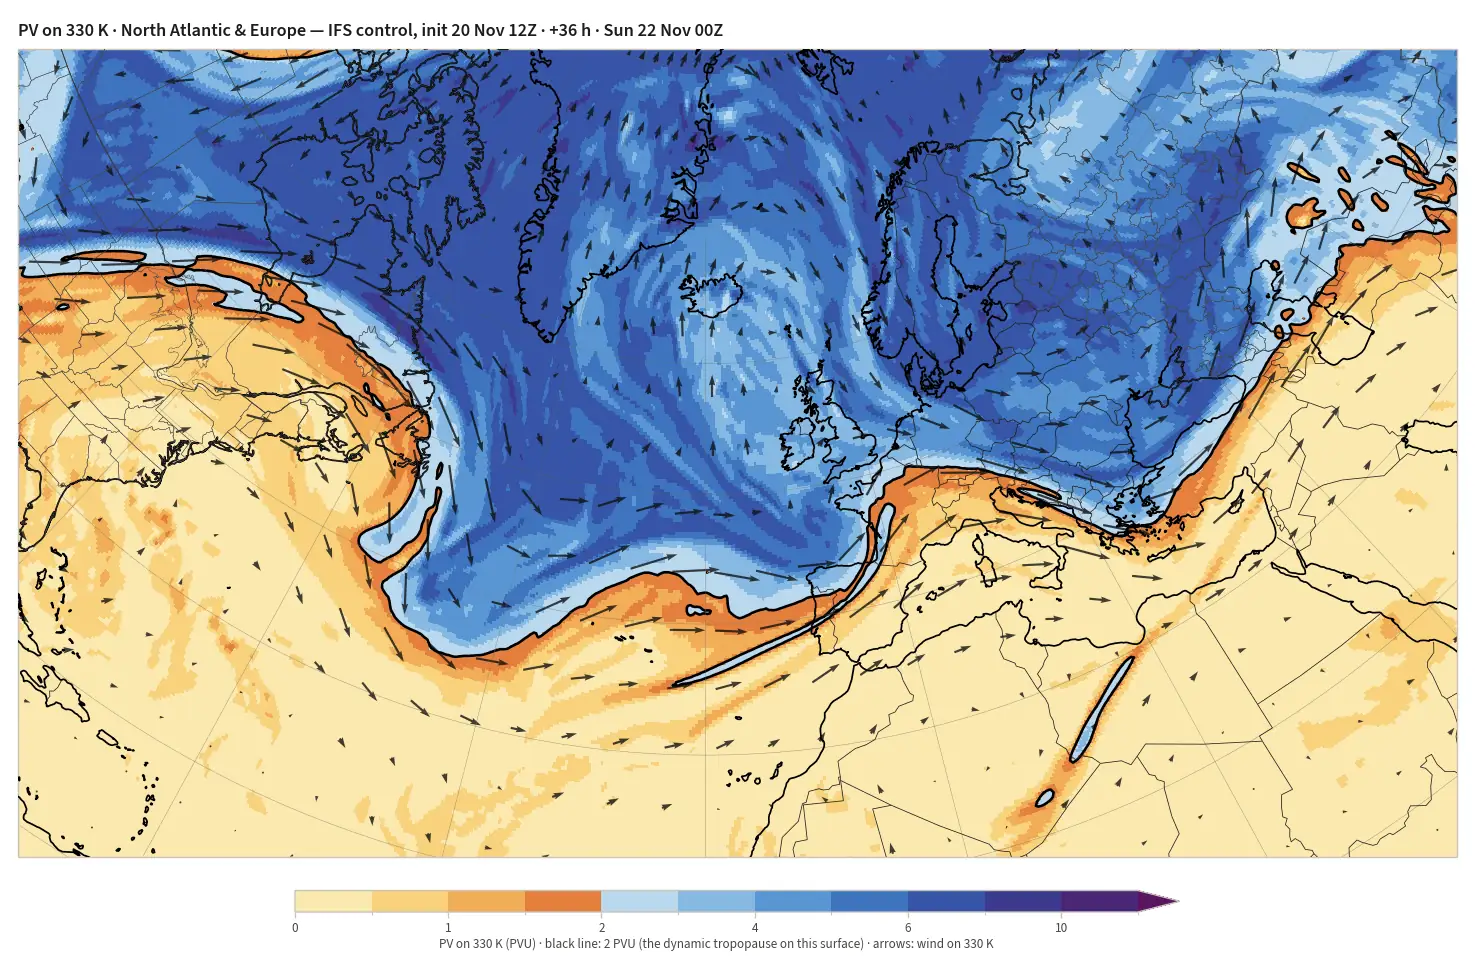 PV on 330 K · North Atlantic & Europe — IFS control, init 20 Nov 12Z · +36 h · Sun 22 Nov 00Z
0 1 2 4 6 10
PV on 330 K (PVU) · black line: 2 PVU (the dynamic tropopause on this surface) · arrows: wind on 330 K